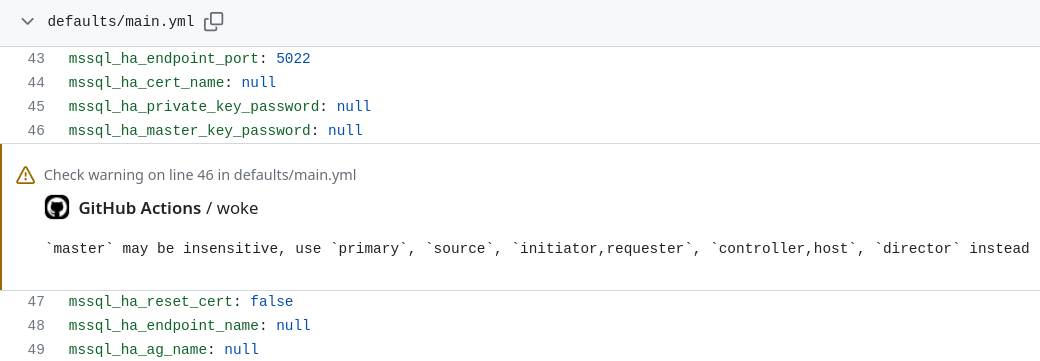 defaults/main.yml
43 mssql_ha_endpoint_port: 5022
44 mssql_ha_cert_name: null
45 mssql_ha_private_key_password: null
46 mssql_ha_master_key_password: null
Check warning on line 46 in defaults/main.yml
GitHub Actions / woke
`master` may be insensitive, use `primary`, `source`, `initiator,requester`, `controller,host`, `director` instead
47 mssql_ha_reset_cert: false
48 mssql_ha_endpoint_name: null
49 mssql_ha_ag_name: null